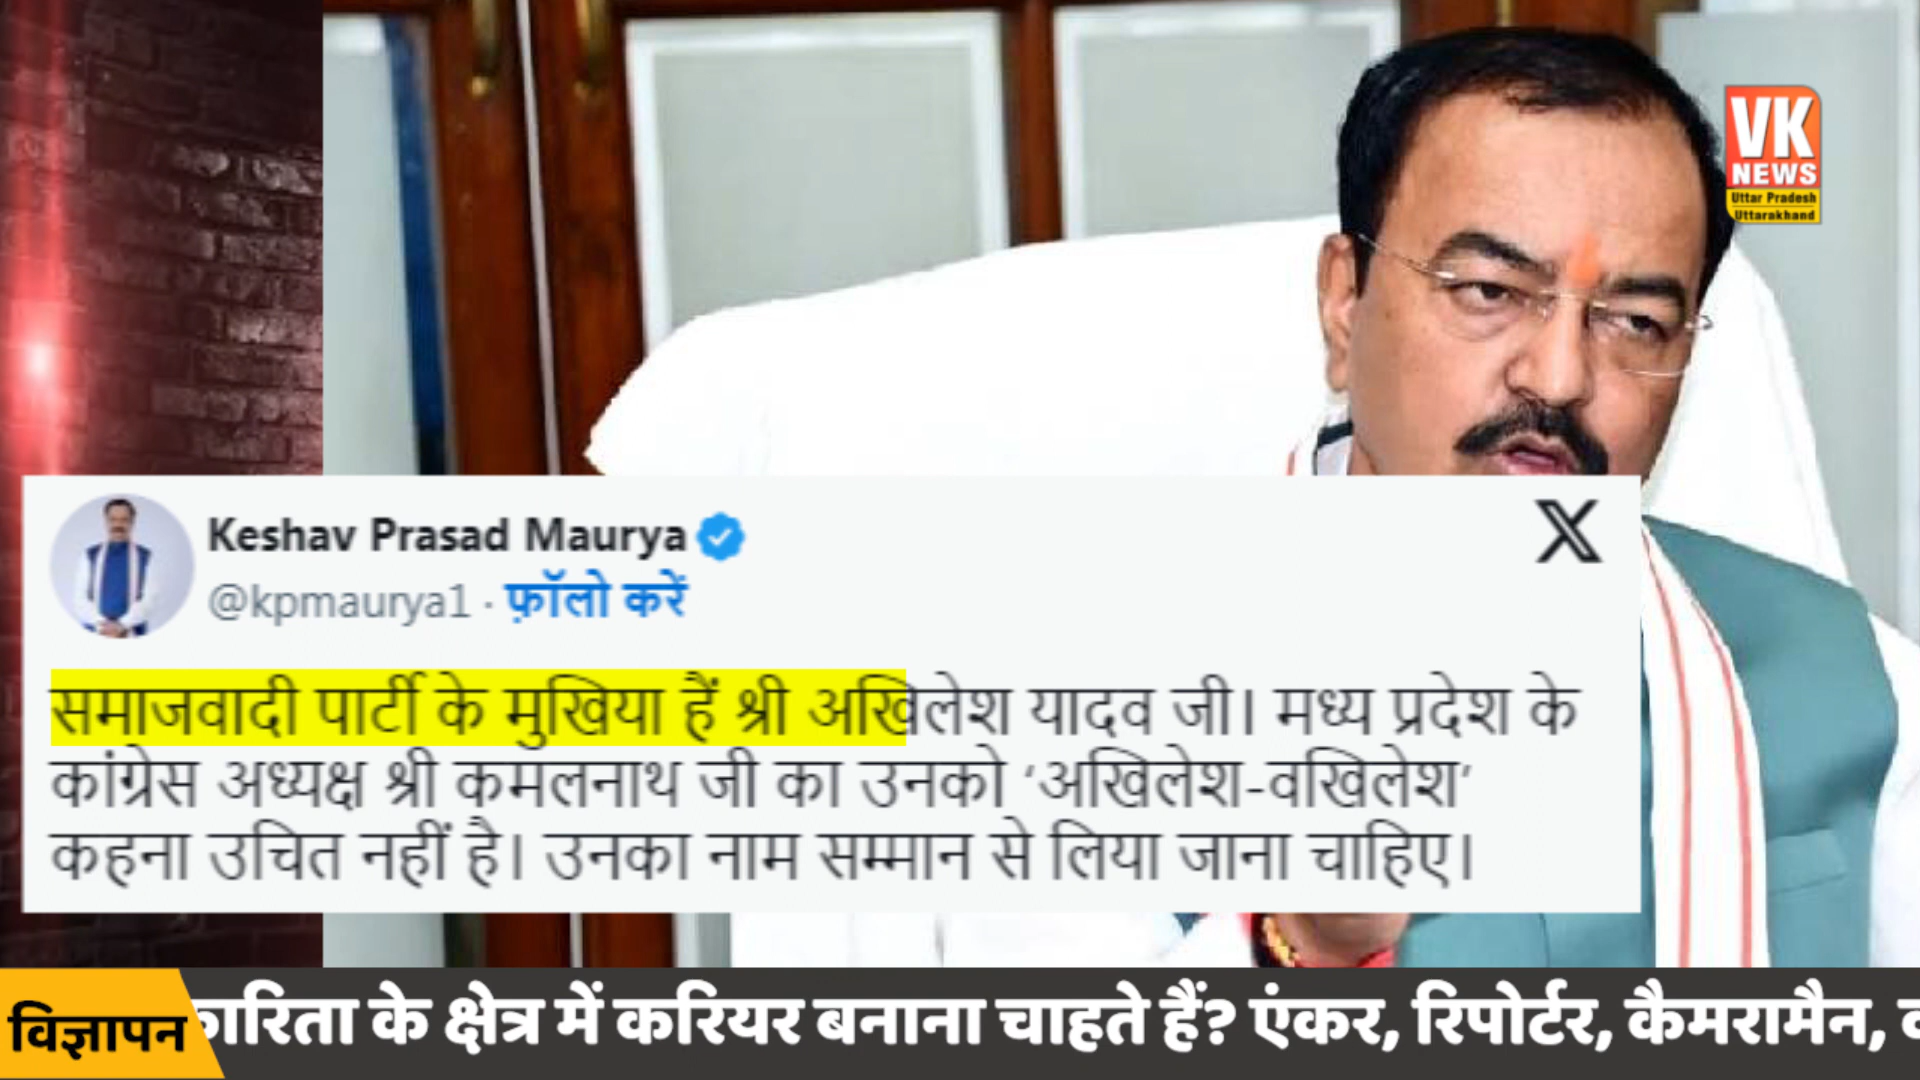 VK
NEWS
Uttar Pradesh
Uttarakhand
Keshav Prasad Maurya
@kpmaurya1 · फ़ॉलो करें
समाजवादी पार्टी के मुखिया हैं श्री अखिलेश यादव जी। मध्य प्रदेश के
कांग्रेस अध्यक्ष श्री कमलनाथ जी का उनको ‘अखिलेश-वखिलेश’
कहना उचित नहीं है। उनका नाम सम्मान से लिया जाना चाहिए।
विज्ञापन
के क्षेत्र में करियर बनाना चाहते हैं? एंकर, रिपोर्टर, कैमरामैन,